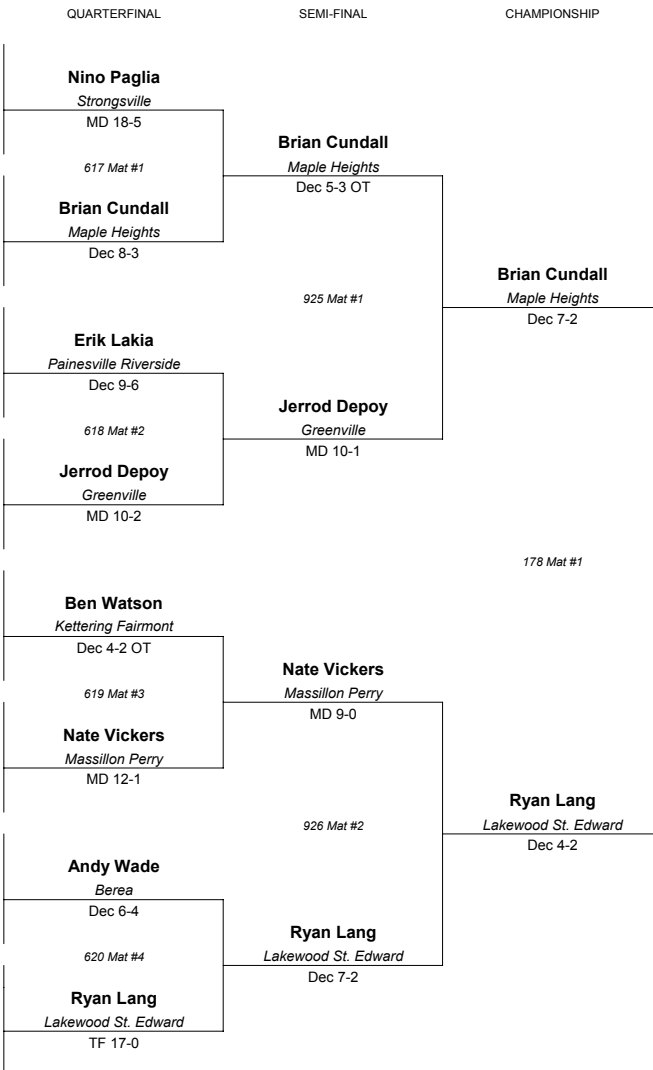 QUARTERFINAL SEMI-FINAL CHAMPIONSHIP
Nino Paglia
Strongsville
MD 18-5
617 Mat #1
Brian Cundall
Maple Heights
Dec 8-3
Erik Lakia
Painesville Riverside
Dec 9-6
618 Mat #2
Jerrod Depoy
Greenville
MD 10-2
Ben Watson
Kettering Fairmont
Dec 4-2 OT
619 Mat #3
Nate Vickers
Massillon Perry
MD 12-1
Andy Wade
Berea
Dec 6-4
620 Mat #4
Ryan Lang
Lakewood St. Edward
TF 17-0
Brian Cundall
Maple Heights
Dec 5-3 OT
925 Mat #1
Jerrod Depoy
Greenville
MD 10-1
Nate Vickers
Massillon Perry
MD 9-0
926 Mat #2
Ryan Lang
Lakewood St. Edward
Dec 7-2
Brian Cundall
Maple Heights
Dec 7-2
178 Mat #1
Ryan Lang
Lakewood St. Edward
Dec 4-2